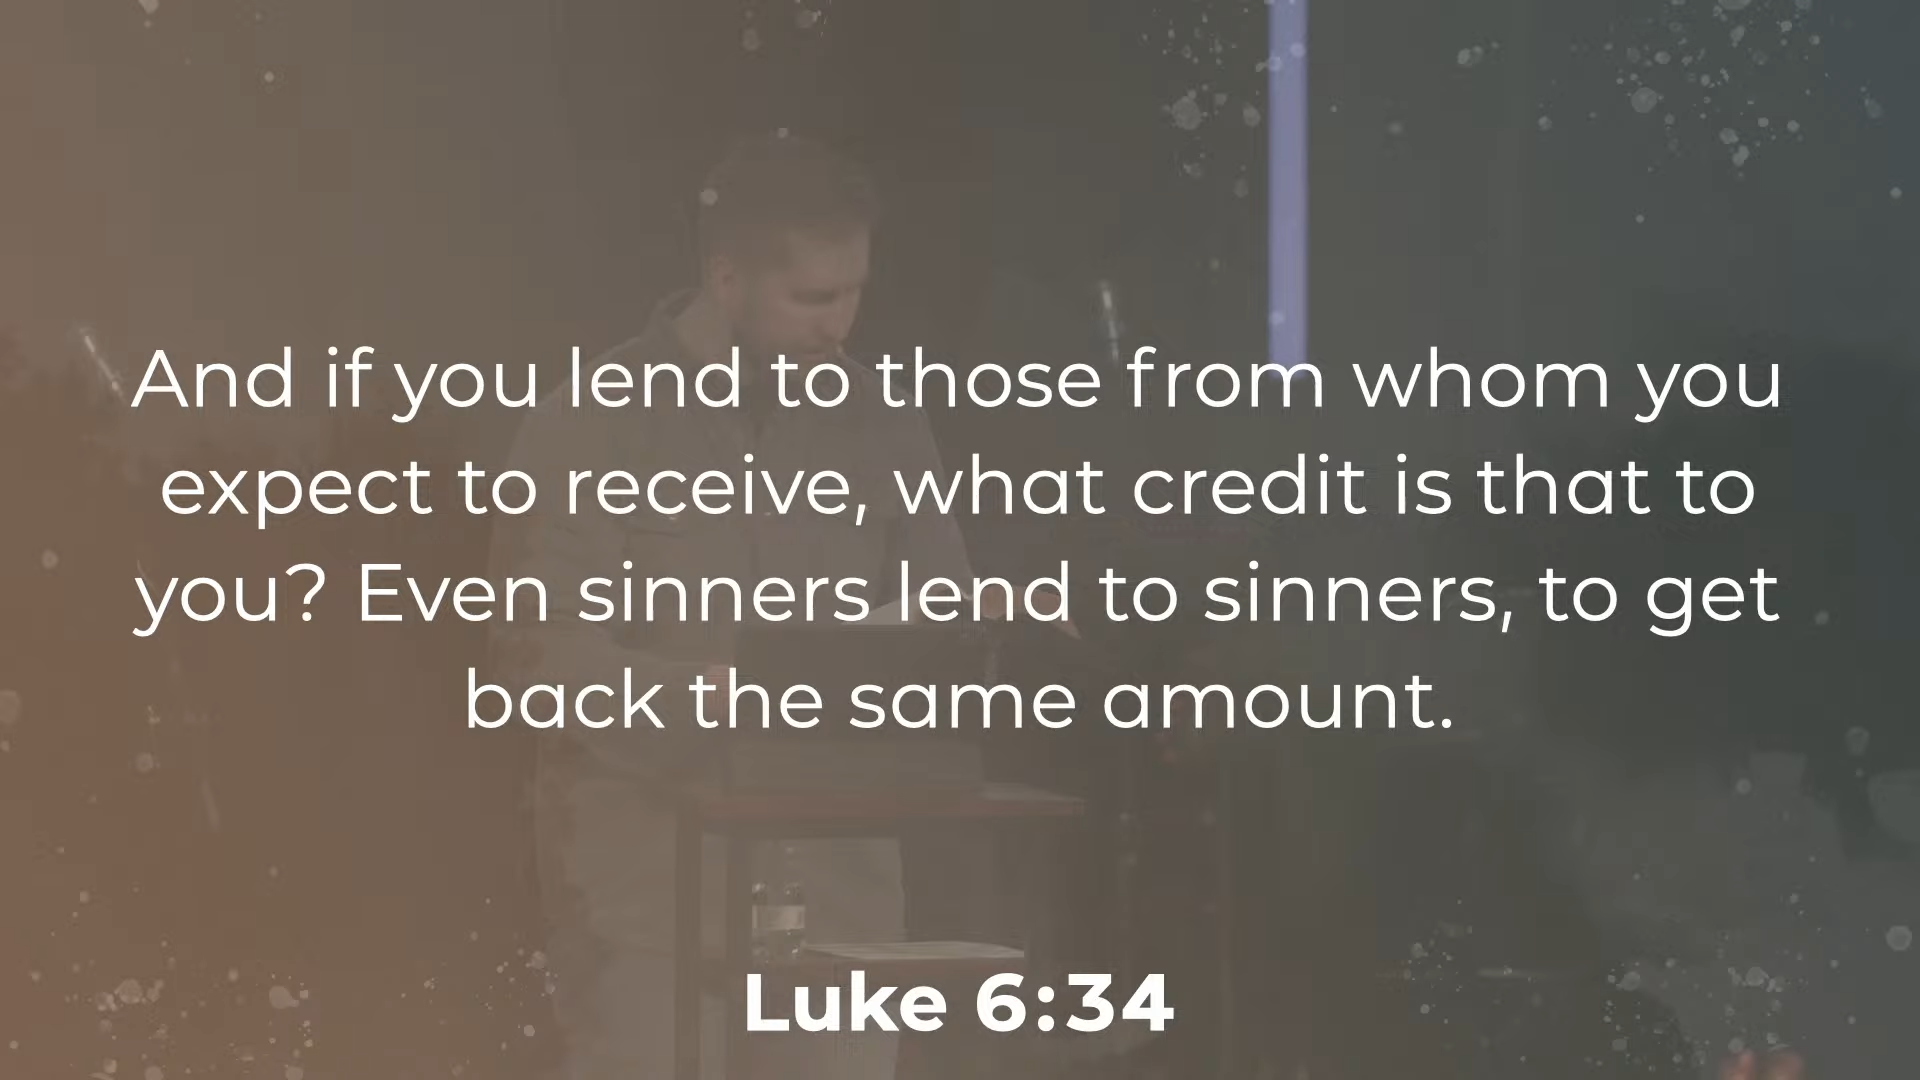 And if you lend to those from whom you
expect to receive, what credit is that to
you? Even sinners lend to sinners, to get
back the same amount.
Luke 6:34